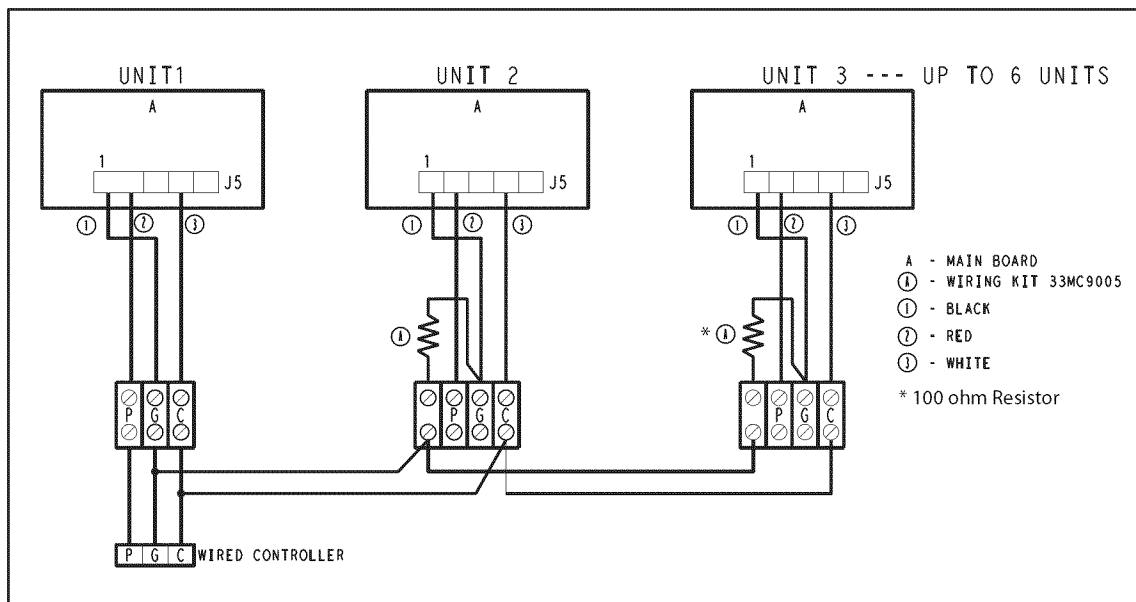 UNIT1
UNIT 2
UNIT 3 --- UP TO 6 UNITS
A
A
A
1
J5
1
J5
1
J5
1
2
3
1
2
3
1
2
3
A - MAIN BOARD
A - WIRING KIT 33MC9005
1 - BLACK
2 - RED
3 - WHITE
* 100 ohm Resistor
A
* A
P G C
P G C
P G C
P G C WIRED CONTROLLER